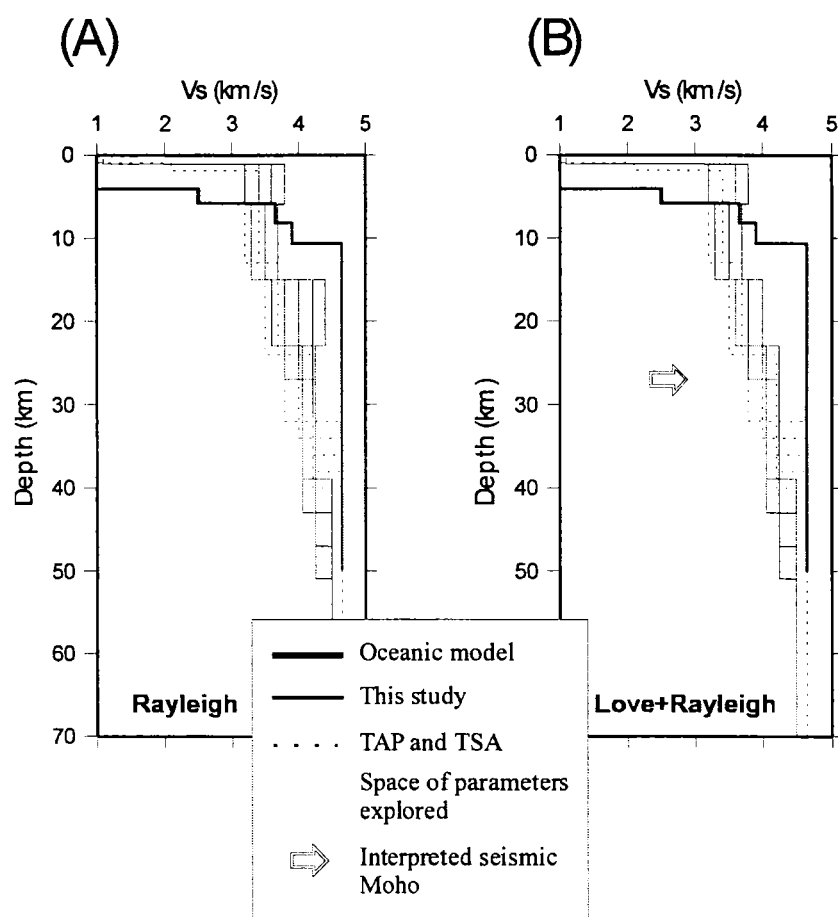 (A)
Vs (km/s)
1 2 3 4 5
0
10
20
30
40
50
60
70
Depth (km)
Rayleigh
(B)
Vs (km/s)
1 2 3 4 5
0
10
20
30
40
50
Depth (km)
Love+Rayleigh
Oceanic model
This study
TAP and TSA
Space of parameters
explored
Interpreted seismic
Moho